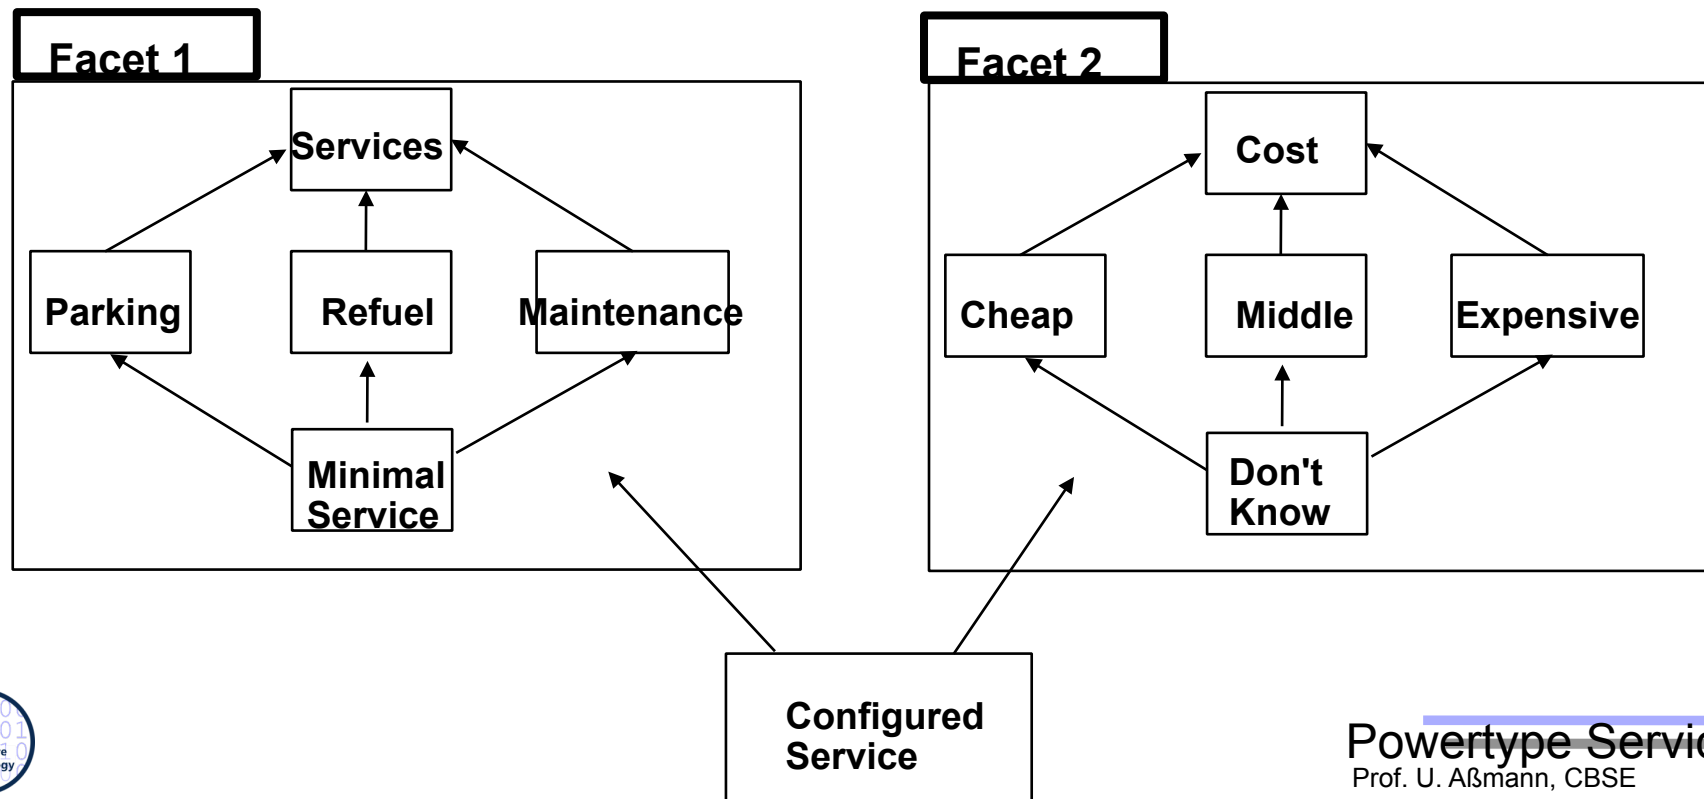 Facet 1
Services
Parking
Refuel
Maintenance
Minimal
Service
Facet 2
Cost
Cheap
Middle
Expensive
Don't
Know
Configured
Service
Powertype
Prof. U. Aßmann, CBSE